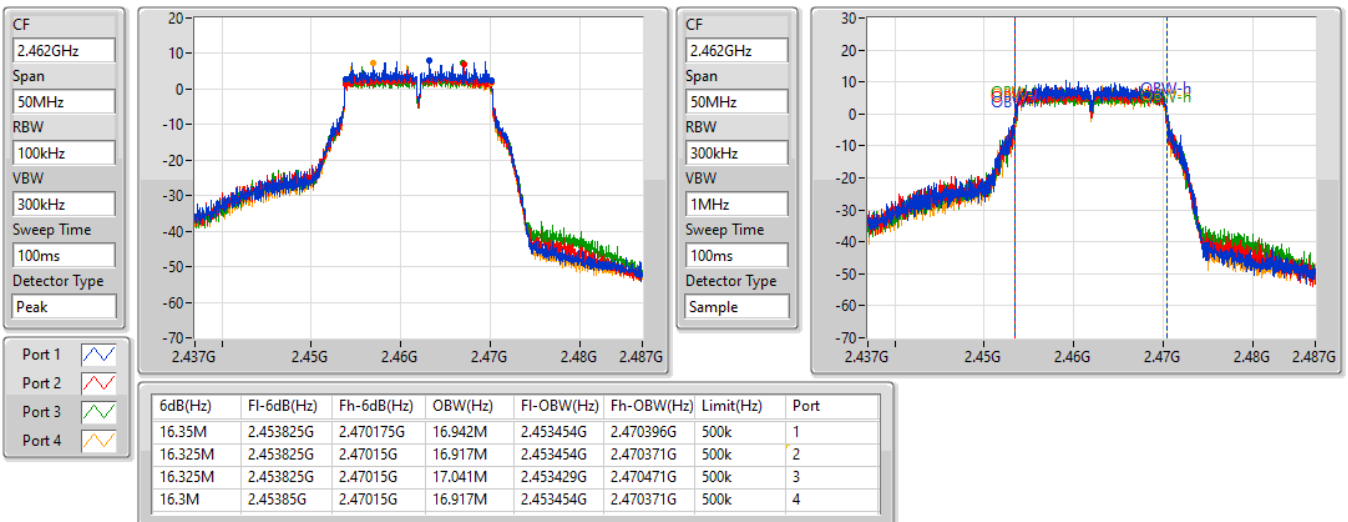 CF
2.462GHz
Span
50MHz
RBW
100kHz
VBW
300kHz
Sweep Time
100ms
Detector Type
Peak
20
10
0
-10
-20
-30
-40
-50
-60
-70
2.437G 2.45G 2.46G 2.47G 2.48G 2.487G
CF
2.462GHz
Span
50MHz
RBW
300kHz
VBW
1MHz
Sweep Time
100ms
Detector Type
Sample
30
20
10
0
-10
-20
-30
-40
-50
-60
-70
OBW-h
2.437G 2.45G 2.46G 2.47G 2.48G 2.487G
Port 1
Port 2
Port 3
Port 4
6dB(Hz) Fl-6dB(Hz) Fh-6dB(Hz) OBW(Hz) Fl-OBW(Hz) Fh-OBW(Hz) Limit(Hz) Port
16.35M 2.453825G 2.470175G 16.942M 2.453454G 2.470396G 500k 1
16.325M 2.453825G 2.47015G 16.917M 2.453454G 2.470371G 500k 2
16.325M 2.453825G 2.47015G 17.041M 2.453429G 2.470471G 500k 3
16.3M 2.45385G 2.47015G 16.917M 2.453454G 2.470371G 500k 4